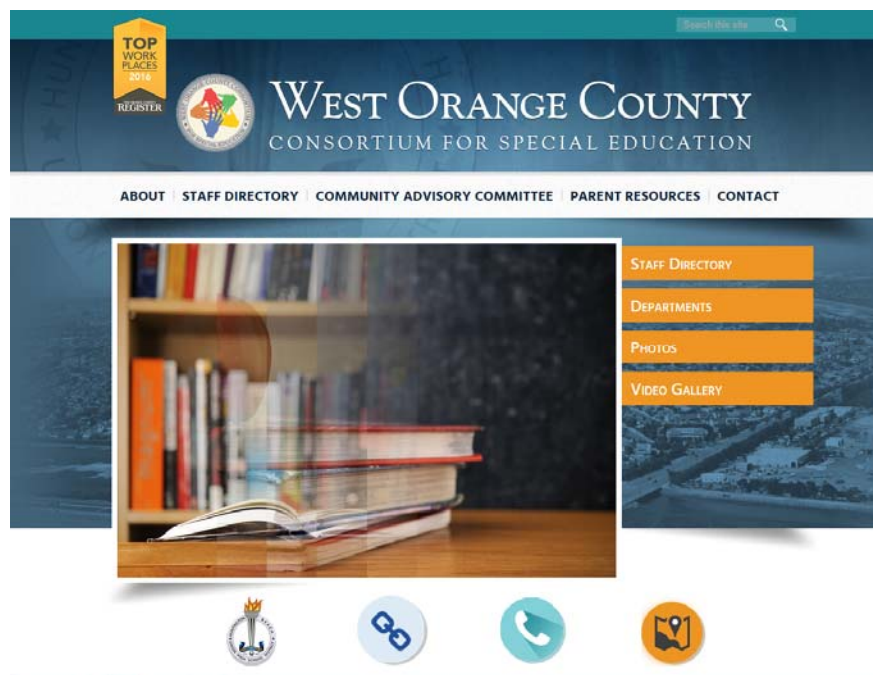 Search this site
TOP
WORK
PLACES
2016
REGISTER
WEST ORANGE COUNTY
CONSORTIUM FOR SPECIAL EDUCATION
ABOUT
STAFF DIRECTORY
COMMUNITY ADVISORY COMMITTEE
PARENT RESOURCES
CONTACT
STAFF DIRECTORY
DEPARTMENTS
PHOTOS
VIDEO GALLERY